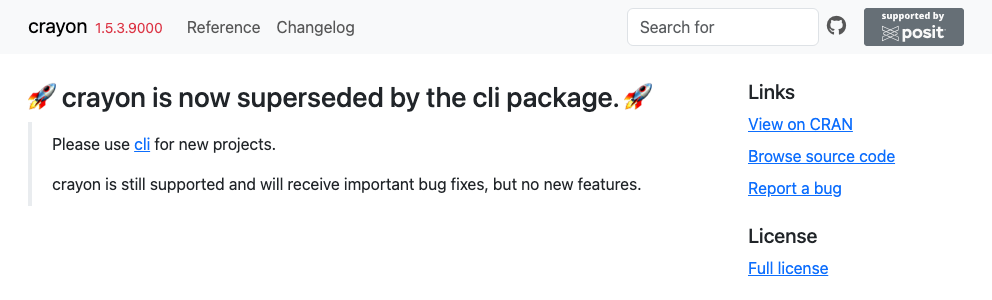 crayon 1.5.3.9000 Reference Changelog Search for supported by posit
🚀 crayon is now superseded by the cli package. 🚀
Please use cli for new projects.
crayon is still supported and will receive important bug fixes, but no new features.
Links
View on CRAN
Browse source code
Report a bug
License
Full license